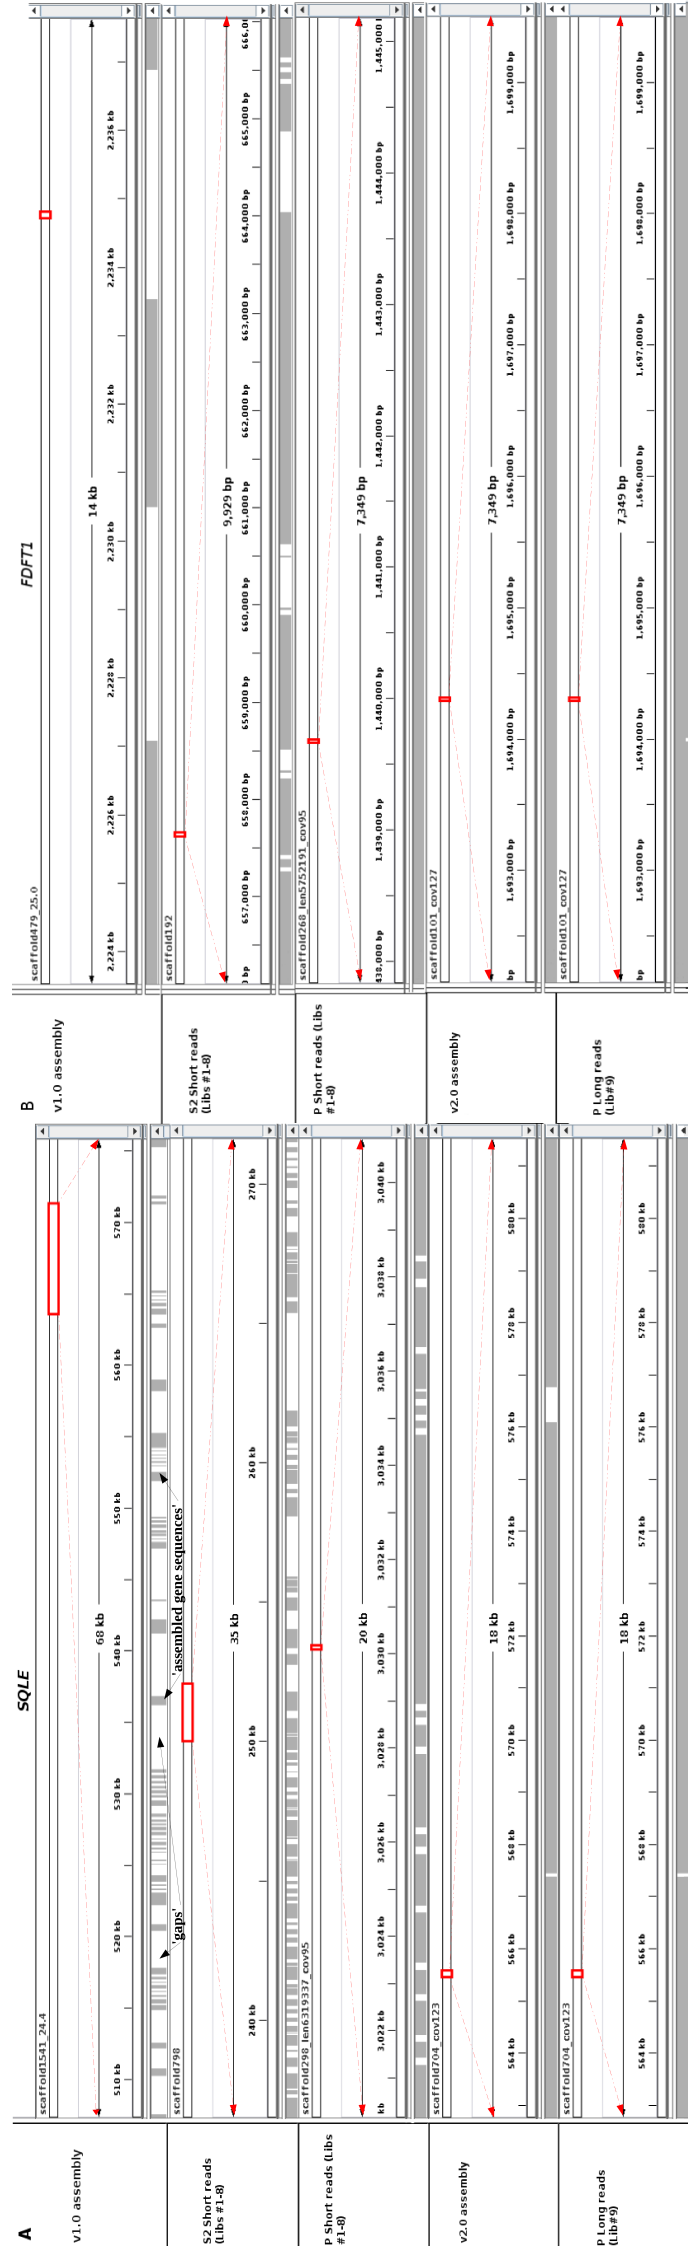 A
SQLE
v1.0 assembly
scaffold1541_24.4
68 kb
510 kb
520 kb
530 kb
540 kb
550 kb
560 kb
570 kb
'gaps'
'assembled gene sequences'
S2 Short reads
(Libs #1-8)
scaffold798
35 kb
240 kb
250 kb
260 kb
270 kb
P Short reads (Libs
#1-8)
scaffold298_len6319337_cov95
20 kb
kb
3,022 kb
3,024 kb
3,026 kb
3,028 kb
3,030 kb
3,032 kb
3,034 kb
3,036 kb
3,038 kb
3,040 kb
v2.0 assembly
scaffold704_cov123
18 kb
564 kb
566 kb
568 kb
570 kb
572 kb
574 kb
576 kb
578 kb
580 kb
P Long reads
(Lib#9)
scaffold704_cov123
18 kb
564 kb
566 kb
568 kb
570 kb
572 kb
574 kb
576 kb
578 kb
580 kb
B
FDFT1
v1.0 assembly
scaffold479_25.0
14 kb
2,224 kb
2,226 kb
2,228 kb
2,230 kb
2,232 kb
2,234 kb
2,236 kb
S2 Short reads
(Libs #1-8)
scaffold192
9,929 bp
bp
657,000 bp
658,000 bp
659,000 bp
660,000 bp
661,000 bp
662,000 bp
663,000 bp
664,000 bp
665,000 bp
666,0
P Short reads (Libs
#1-8)
scaffold268_len5752191_cov95
7,349 bp
438,000 bp
1,439,000 bp
1,440,000 bp
1,441,000 bp
1,442,000 bp
1,443,000 bp
1,444,000 bp
1,445,000
v2.0 assembly
scaffold101_cov127
7,349 bp
bp
1,693,000 bp
1,694,000 bp
1,695,000 bp
1,696,000 bp
1,697,000 bp
1,698,000 bp
1,699,000 bp
P Long reads
(Lib#9)
scaffold101_cov127
7,349 bp
bp
1,693,000 bp
1,694,000 bp
1,695,000 bp
1,696,000 bp
1,697,000 bp
1,698,000 bp
1,699,000 bp